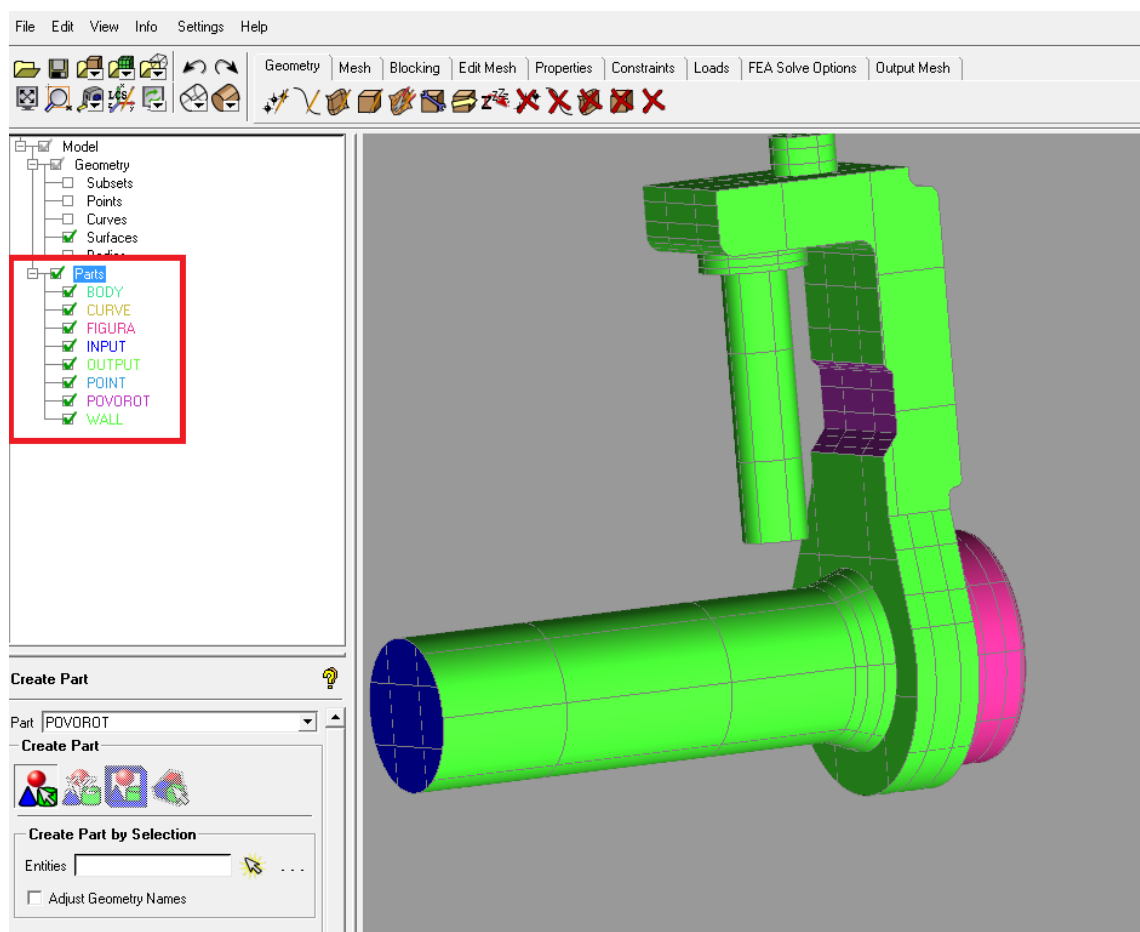 File Edit View Info Settings Help
Geometry Mesh Blocking Edit Mesh Properties Constraints Loads FEA Solve Options Output Mesh
LCS
Model
Geometry
Subsets
Points
Curves
Surfaces
Bodies
Parts
BODY
CURVE
FIGURA
INPUT
OUTPUT
POINT
POVOROT
WALL
Create Part
Part POVOROT
Create Part
Create Part by Selection
Entities ...
Adjust Geometry Names